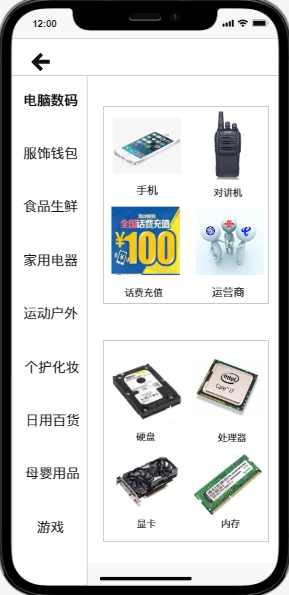 12:00
电脑数码
服饰钱包
食品生鲜
家用电器
运动户外
个护化妆
日用百货
母婴用品
游戏
手机
对讲机
全国话费充值
¥100
话费充值
运营商
intel
Core i7
硬盘
处理器
显卡
内存